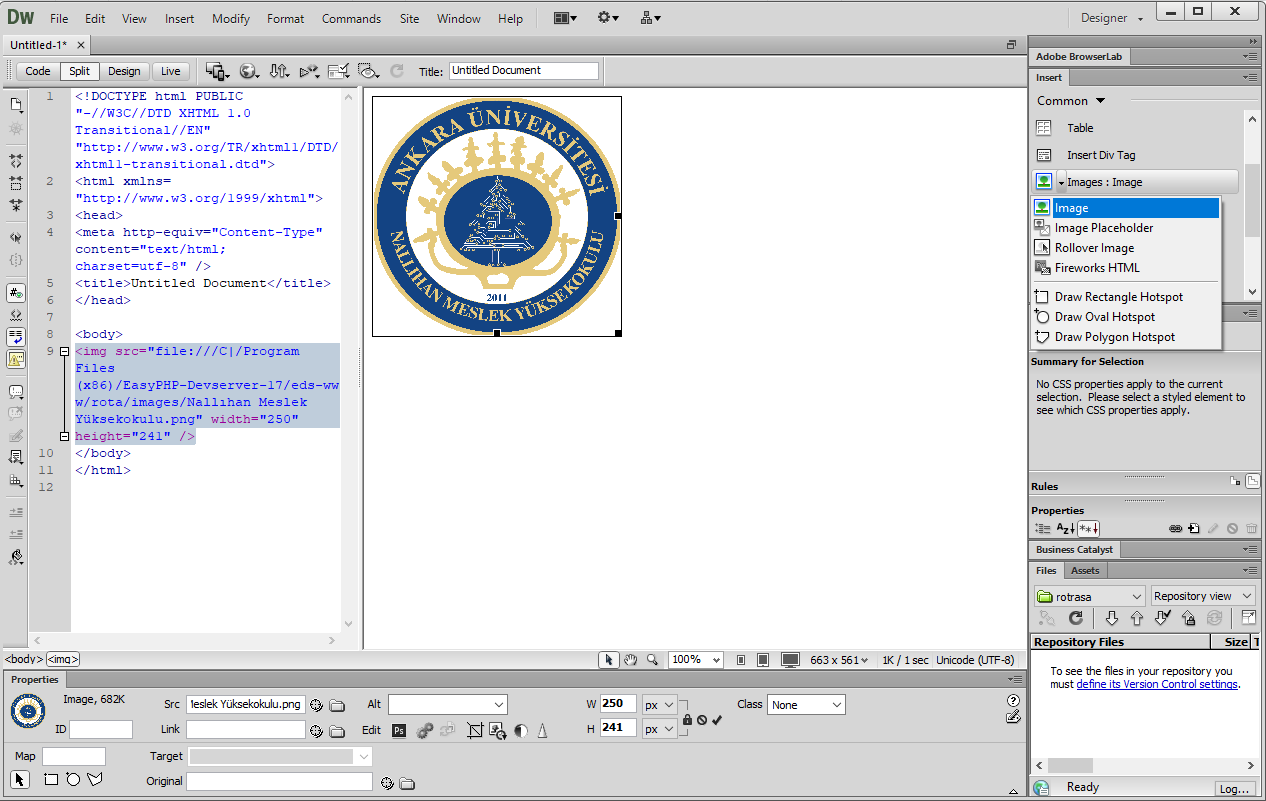 Dw File Edit View Insert Modify Format Commands Site Window Help
Designer
Untitled-1*
Code Split Design Live
Title: Untitled Document
1 <!DOCTYPE html PUBLIC
"-//W3C//DTD XHTML 1.0
Transitional//EN"
"http://www.w3.org/TR/xhtml1/DTD/
xhtml1-transitional.dtd">
2 <html xmlns=
"http://www.w3.org/1999/xhtml">
3 <head>
4 <meta http-equiv="Content-Type"
content="text/html;
charset=utf-8" />
5 <title>Untitled Document</title>
6 </head>
7
8 <body>
9 <img src="file:///C|/Program
Files
(x86)/EasyPHP-Devserver-17/eds-ww
w/rota/images/Nallıhan Meslek
Yüksekokulu.png" width="250"
height="241" />
10 </body>
11 </html>
12
ANKARA ÜNİVERSİTESİ
2011
NALLIHAN MESLEK YÜKSEKOKULU
Adobe BrowserLab
Insert
Common
Table
Insert Div Tag
Images : Image
Image
Image Placeholder
Rollover Image
Fireworks HTML
Draw Rectangle Hotspot
Draw Oval Hotspot
Draw Polygon Hotspot
Summary for Selection
No CSS properties apply to the current
selection. Please select a styled element to
see which CSS properties apply.
Rules
Properties
Az
**
Business Catalyst
Files Assets
rotrasa Repository view
Repository Files Size T
To see the files in your repository you
must define its Version Control settings.
Ready Log...
<body> <img>
100% 663 x 561 1K / 1 sec Unicode (UTF-8)
Properties
Image, 682K Src leslek Yüksekokulu.png Alt W 250 px Class None
ID Link Edit Ps H 241 px
Map Target
Original